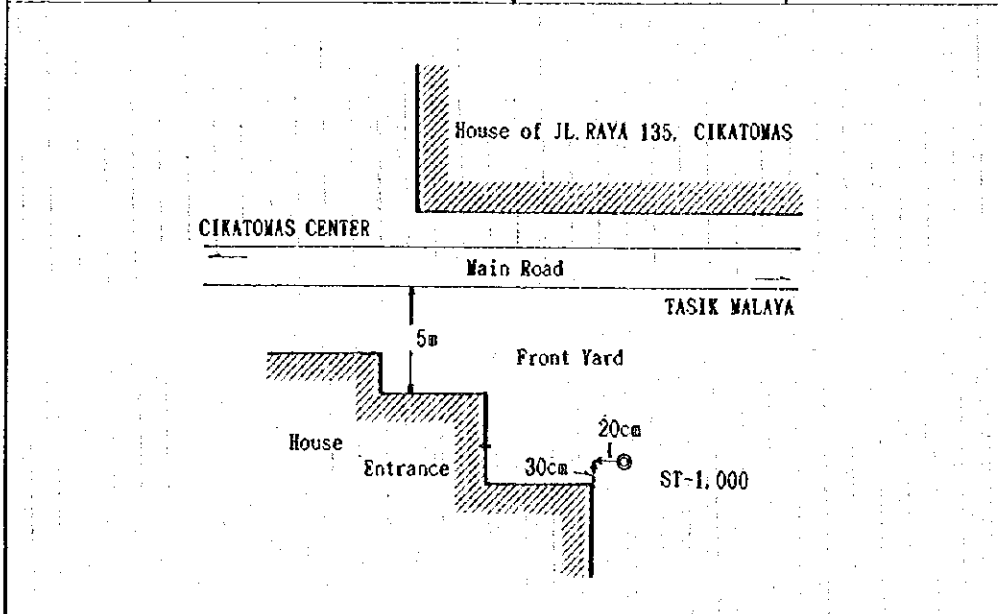 House of JL. RAYA 135, CIKATOMAS
CIKATOMAS CENTER
Main Road
TASIK MALAYA
5m
Front Yard
20cm
House
Entrance
30cm
ST-1,000